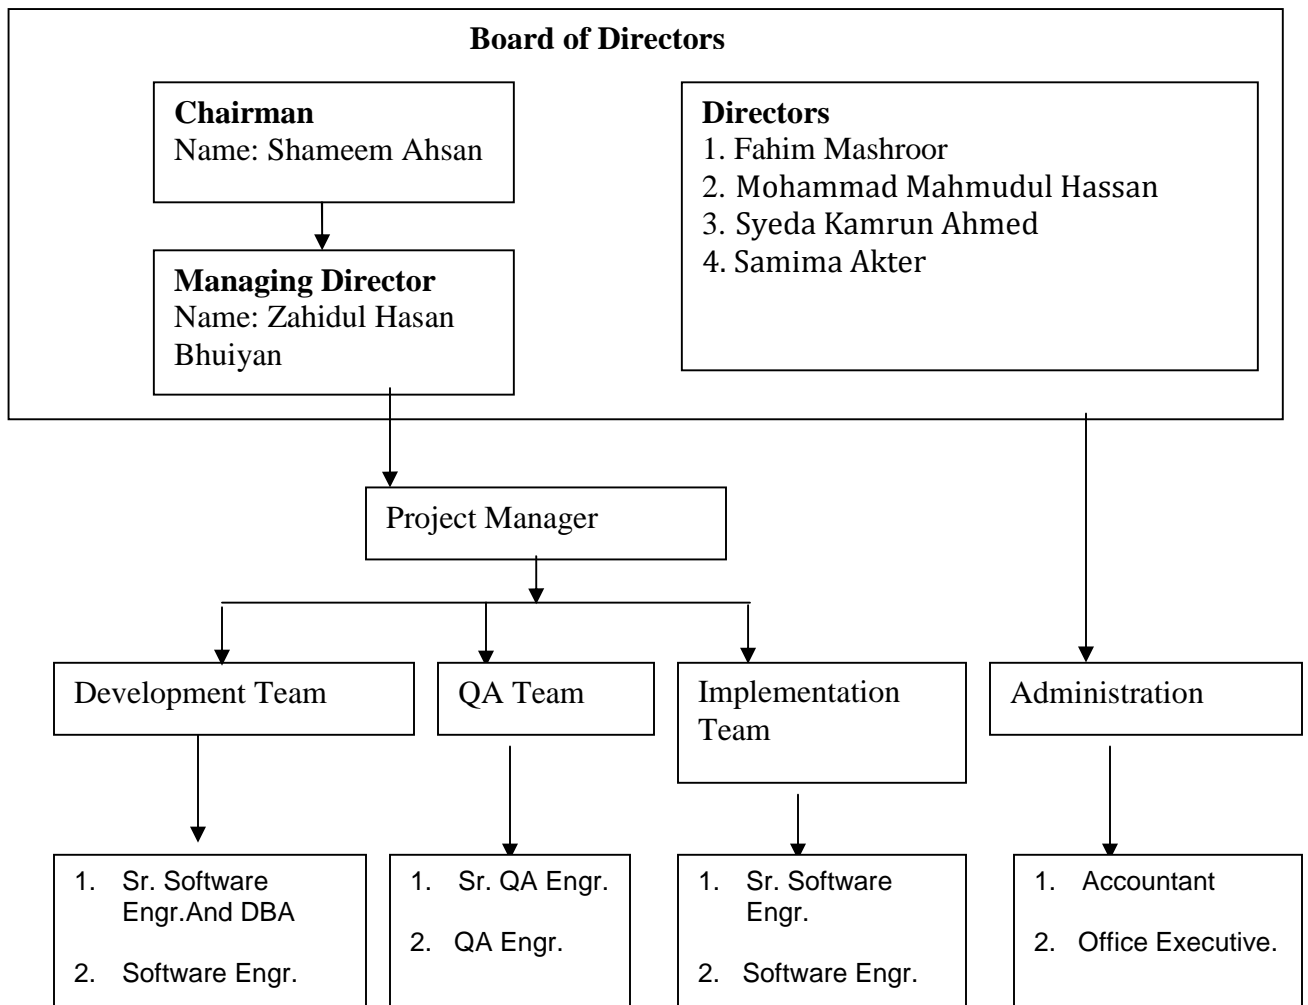 Board of Directors
Chairman
Name: Shameem Ahsan
Directors
1. Fahim Mashroor
2. Mohammad Mahmudul Hassan
3. Syeda Kamrun Ahmed
4. Samima Akter
Managing Director
Name: Zahidul Hasan
Bhuiyan
Project Manager
Development Team
QA Team
Implementation
Team
Administration
1. Sr. Software
Engr.And DBA
2. Software Engr.
1. Sr. QA Engr.
2. QA Engr.
1. Sr. Software
Engr.
2. Software Engr.
1. Accountant
2. Office Executive.